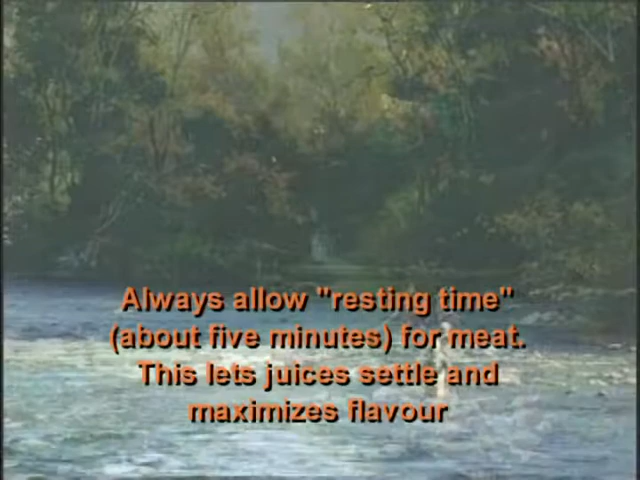 Always allow "resting time"
(about five minutes) for meat.
This lets juices settle and
maximizes flavour